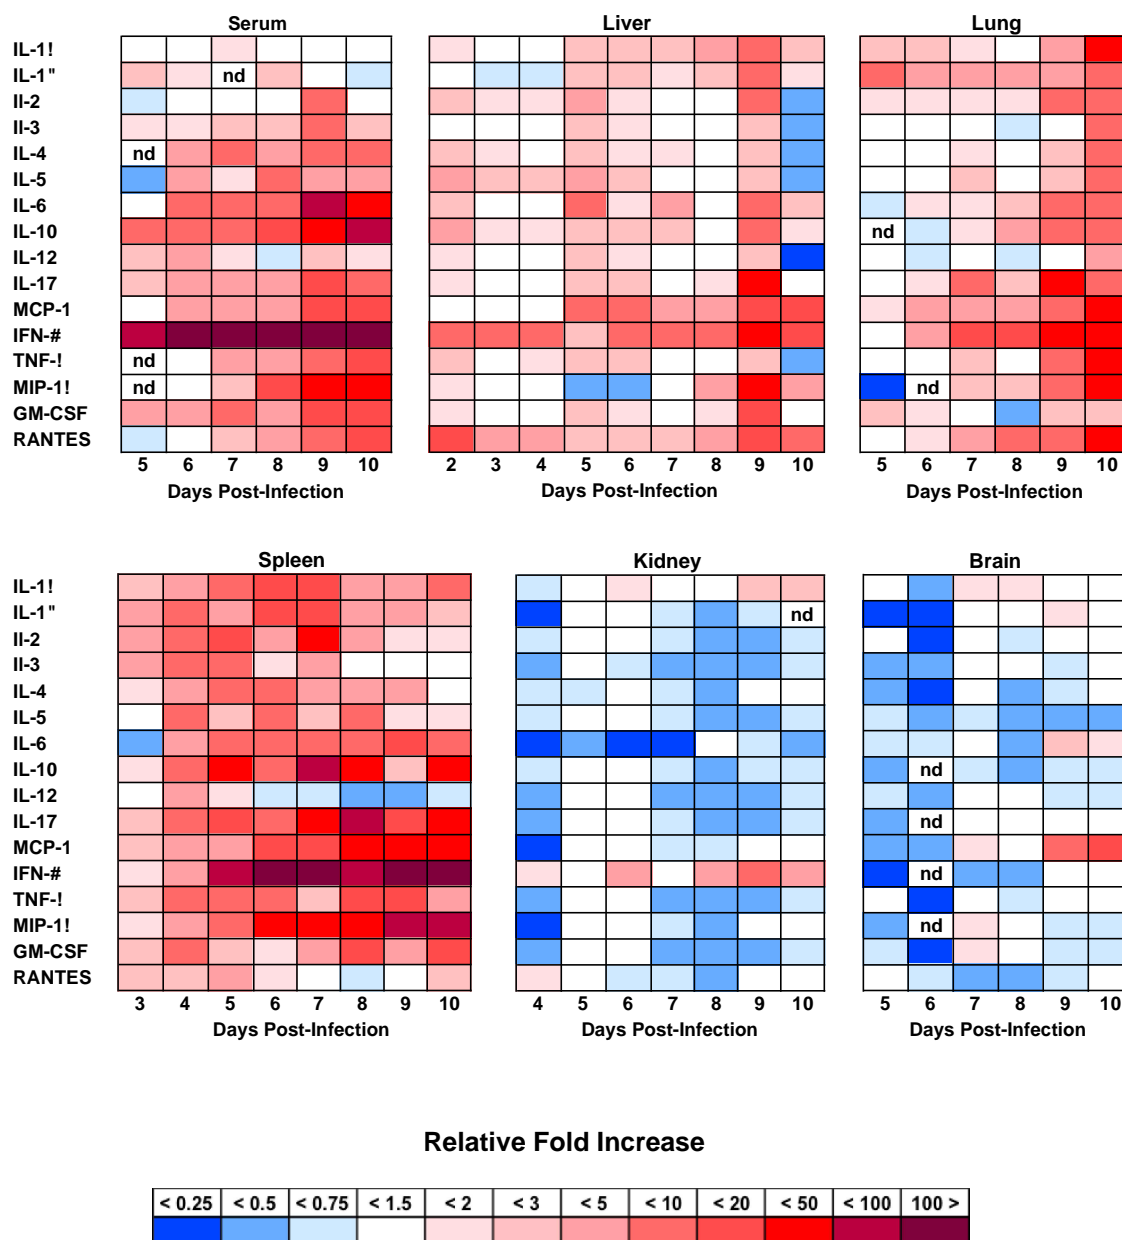 Serum Liver Lung
IL-1!
IL-1"
nd
Il-2
Il-3
IL-4
nd
IL-5
IL-6
IL-10
nd
IL-12
IL-17
MCP-1
IFN-#
TNF-!
nd
MIP-1!
nd
nd
GM-CSF
RANTES
5 6 7 8 9 10 2 3 4 5 6 7 8 9 10 5 6 7 8 9 10
Days Post-Infection Days Post-Infection Days Post-Infection
Spleen Kidney Brain
IL-1!
IL-1"
nd
Il-2
Il-3
IL-4
IL-5
IL-6
IL-10
nd
IL-12
IL-17
nd
MCP-1
IFN-#
nd
TNF-!
MIP-1!
nd
GM-CSF
RANTES
3 4 5 6 7 8 9 10 4 5 6 7 8 9 10 5 6 7 8 9 10
Days Post-Infection Days Post-Infection Days Post-Infection
Relative Fold Increase
< 0.25 < 0.5 < 0.75 < 1.5 < 2 < 3 < 5 < 10 < 20 < 50 < 100 100 >